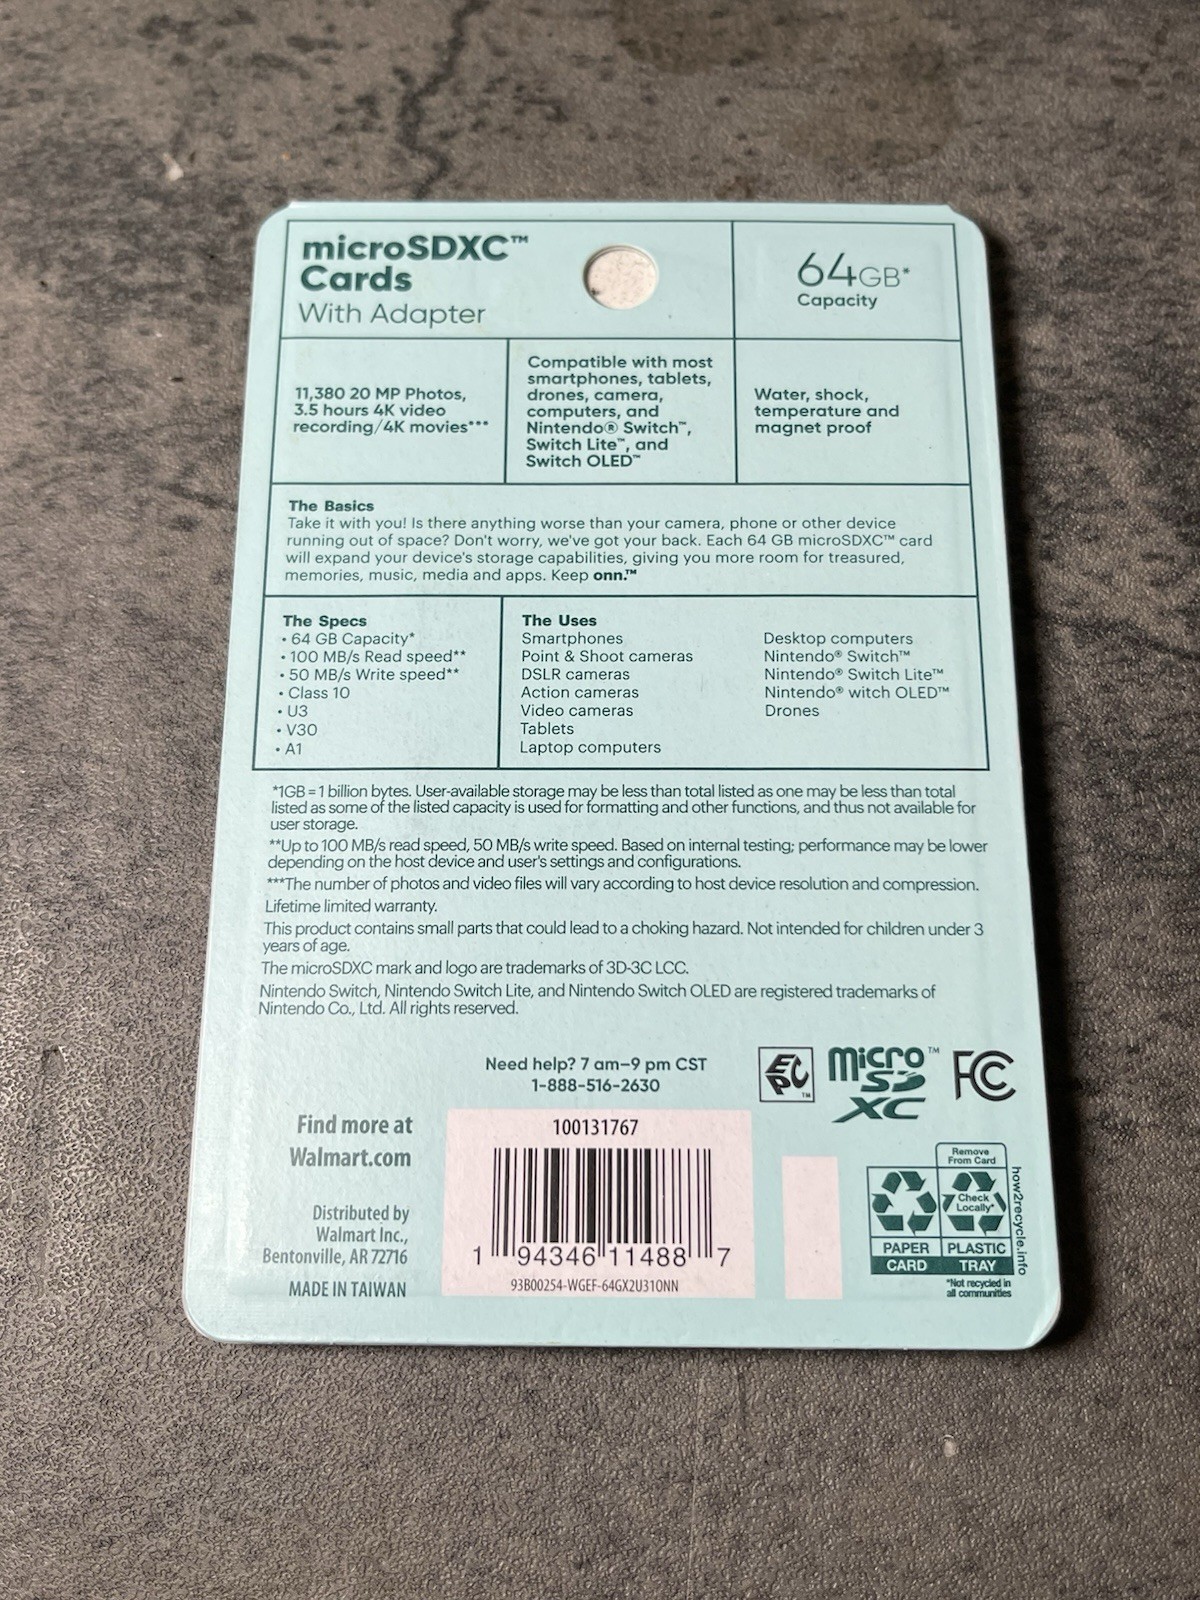 microSDXC™
Cards
With Adapter
64GB*
Capacity
11,380 20 MP Photos,
3.5 hours 4K video
recording/4K movies***
Compatible with most
smartphones, tablets,
drones, camera,
computers, and
Nintendo® Switch™,
Switch Lite™, and
Switch OLED™
Water, shock,
temperature and
magnet proof
The Basics
Take it with you! Is there anything worse than your camera, phone or other device
running out of space? Don't worry, we've got your back. Each 64 GB microSDXC™ card
will expand your device's storage capabilities, giving you more room for treasured,
memories, music, media and apps. Keep onn.™
The Specs
• 64 GB Capacity*
• 100 MB/s Read speed**
• 50 MB/s Write speed**
• Class 10
• U3
• V30
• A1
The Uses
Smartphones
Point & Shoot cameras
DSLR cameras
Action cameras
Video cameras
Tablets
Laptop computers
Desktop computers
Nintendo® Switch™
Nintendo® Switch Lite™
Nintendo® witch OLED™
Drones
*1GB = 1 billion bytes. User-available storage may be less than total listed as one may be less than total
listed as some of the listed capacity is used for formatting and other functions, and thus not available for
user storage.
**Up to 100 MB/s read speed, 50 MB/s write speed. Based on internal testing; performance may be lower
depending on the host device and user's settings and configurations.
***The number of photos and video files will vary according to host device resolution and compression.
Lifetime limited warranty.
This product contains small parts that could lead to a choking hazard. Not intended for children under 3
years of age.
The microSDXC mark and logo are trademarks of 3D-3C LCC.
Nintendo Switch, Nintendo Switch Lite, and Nintendo Switch OLED are registered trademarks of
Nintendo Co., Ltd. All rights reserved.
Need help? 7 am–9 pm CST
1-888-516-2630
EPC™
micro™
SD
XC
FC
Find more at
Walmart.com
Distributed by
Walmart Inc.,
Bentonville, AR 72716
MADE IN TAIWAN
100131767
1 94346 11488 7
93B00254-WGEF-64GX2U31ONN
Remove
From Card
Check
Locally*
PAPER
CARD
PLASTIC
TRAY
*Not recycled in
all communities
how2recycle.info